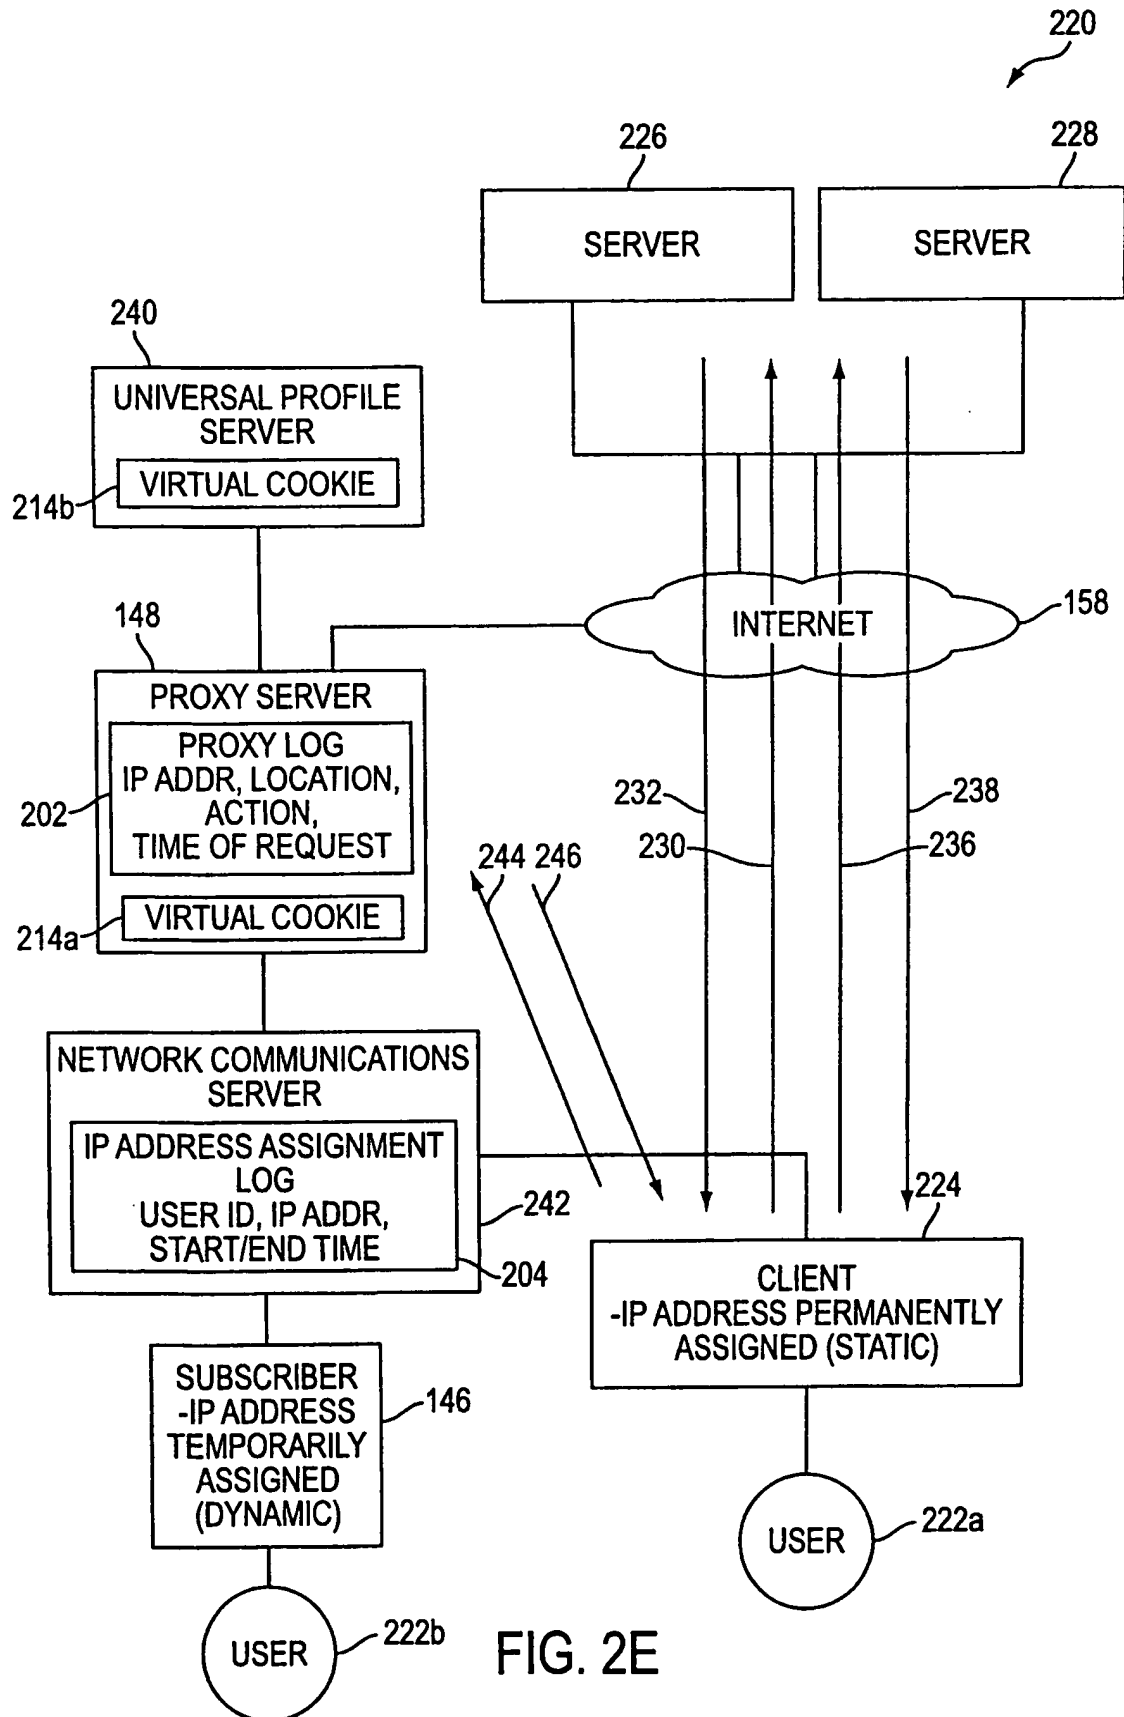 220
226
228
SERVER
SERVER
240
UNIVERSAL PROFILE
SERVER
VIRTUAL COOKIE
214b
INTERNET
158
148
PROXY SERVER
PROXY LOG
IP ADDR, LOCATION,
ACTION,
TIME OF REQUEST
202
VIRTUAL COOKIE
214a
232
238
230
236
244
246
NETWORK COMMUNICATIONS
SERVER
IP ADDRESS ASSIGNMENT
LOG
USER ID, IP ADDR,
START/END TIME
242
204
224
CLIENT
-IP ADDRESS PERMANENTLY
ASSIGNED (STATIC)
SUBSCRIBER
-IP ADDRESS
TEMPORARILY
ASSIGNED
(DYNAMIC)
146
USER
222a
USER
222b
FIG. 2E